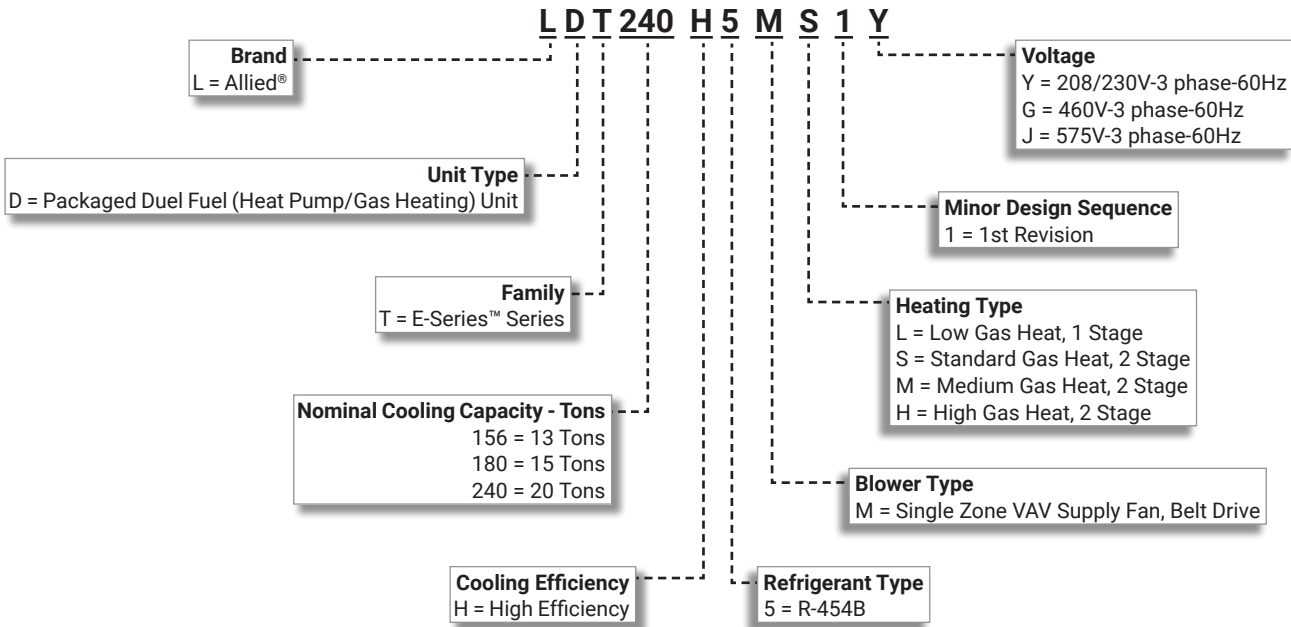 L D T 240 H 5 M S 1 Y
Brand
L = Allied®
Voltage
Y = 208/230V-3 phase-60Hz
G = 460V-3 phase-60Hz
J = 575V-3 phase-60Hz
Unit Type
D = Packaged Duel Fuel (Heat Pump/Gas Heating) Unit
Minor Design Sequence
1 = 1st Revision
Family
T = E-Series™ Series
Heating Type
L = Low Gas Heat, 1 Stage
S = Standard Gas Heat, 2 Stage
M = Medium Gas Heat, 2 Stage
H = High Gas Heat, 2 Stage
Nominal Cooling Capacity - Tons
156 = 13 Tons
180 = 15 Tons
240 = 20 Tons
Blower Type
M = Single Zone VAV Supply Fan, Belt Drive
Cooling Efficiency
H = High Efficiency
Refrigerant Type
5 = R-454B